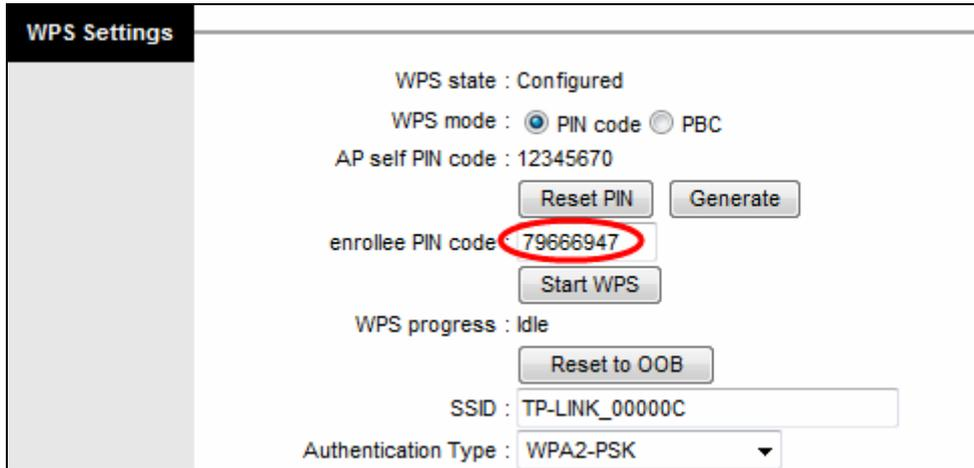 WPS Settings
WPS state : Configured
WPS mode : PIN code PBC
AP self PIN code : 12345670
Reset PIN Generate
enrollee PIN code : 79666947
Start WPS
WPS progress : Idle
Reset to OOB
SSID : TP-LINK_00000C
Authentication Type : WPA2-PSK